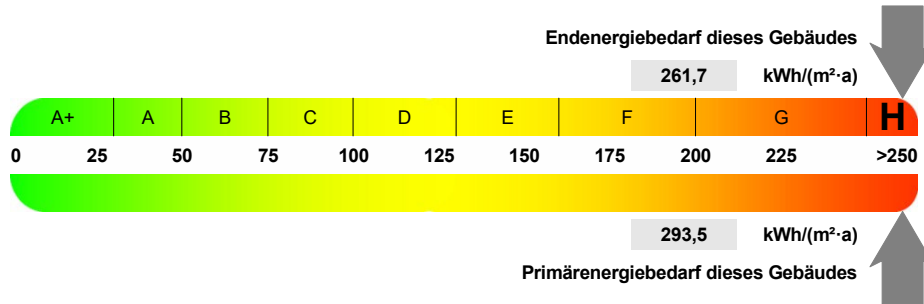 Endenergiebedarf dieses Gebäudes
261,7 kWh/(m²·a)
A+ A B C D E F G H
0 25 50 75 100 125 150 175 200 225 >250
293,5 kWh/(m²·a)
Primärenergiebedarf dieses Gebäudes